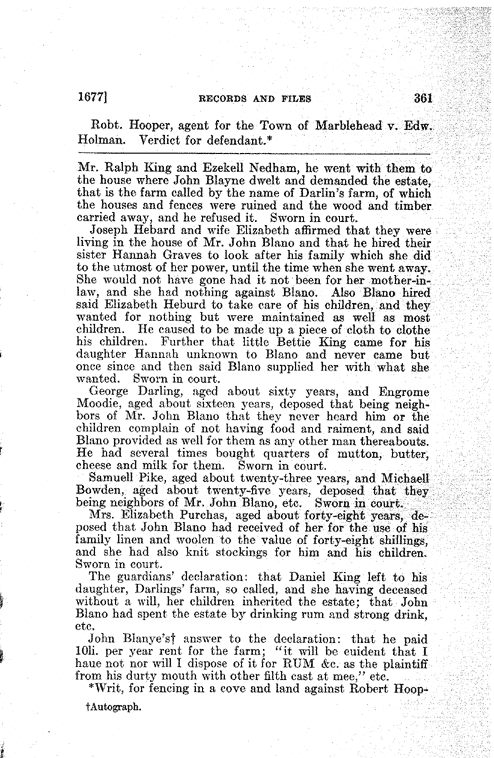 1677] RECORDS AND FILES 361
Robt. Hooper, agent for the Town of Marblehead v. Edw.
Holman. Verdict for defendant.*
Mr. Ralph King and Ezekell Nedham, he went with them to
the house where John Blayne dwelt and demanded the estate,
that is the farm called by the name of Darlin's farm, of which
the houses and fences were ruined and the wood and timber
carried away, and he refused it. Sworn in court.
Joseph Hebard and wife Elizabeth affirmed that they were
living in the house of Mr. John Blano and that he hired their
sister Hannah Graves to look after his family which she did
to the utmost of her power, until the time when she went away.
She would not have gone had it not been for her mother-in-
law, and she had nothing against Blano. Also Blano hired
said Elizabeth Heburd to take care of his children, and they
wanted for nothing but were maintained as well as most
children. He caused to be made up a piece of cloth to clothe
his children. Further that little Bettie King came for his
daughter Hannah unknown to Blano and never came but
once since and then said Blano supplied her with what she
wanted. Sworn in court.
George Darling, aged about sixty years, and Engrome
Moodie, aged about sixteen years, deposed that being neigh-
bors of Mr. John Blano that they never heard him or the
children complain of not having food and raiment, and said
Blano provided as well for them as any other man thereabouts.
He had several times bought quarters of mutton, butter,
cheese and milk for them. Sworn in court.
Samuell Pike, aged about twenty-three years, and Michaell
Bowden, aged about twenty-five years, deposed that they
being neighbors of Mr. John Blano, etc. Sworn in court.
Mrs. Elizabeth Purchas, aged about forty-eight years, de-
posed that John Blano had received of her for the use of his
family linen and woolen to the value of forty-eight shillings,
and she had also knit stockings for him and his children.
Sworn in court.
The guardians' declaration: that Daniel King left to his
daughter, Darlings' farm, so called, and she having deceased
without a will, her children inherited the estate; that John
Blano had spent the estate by drinking rum and strong drink,
etc.
John Blanye's† answer to the declaration: that he paid
10li. per year rent for the farm; "it will be euident that I
haue not nor will I dispose of it for RUM &c. as the plaintiff
from his durty mouth with other filth cast at mee," etc.
*Writ, for fencing in a cove and land against Robert Hoop-
†Autograph.